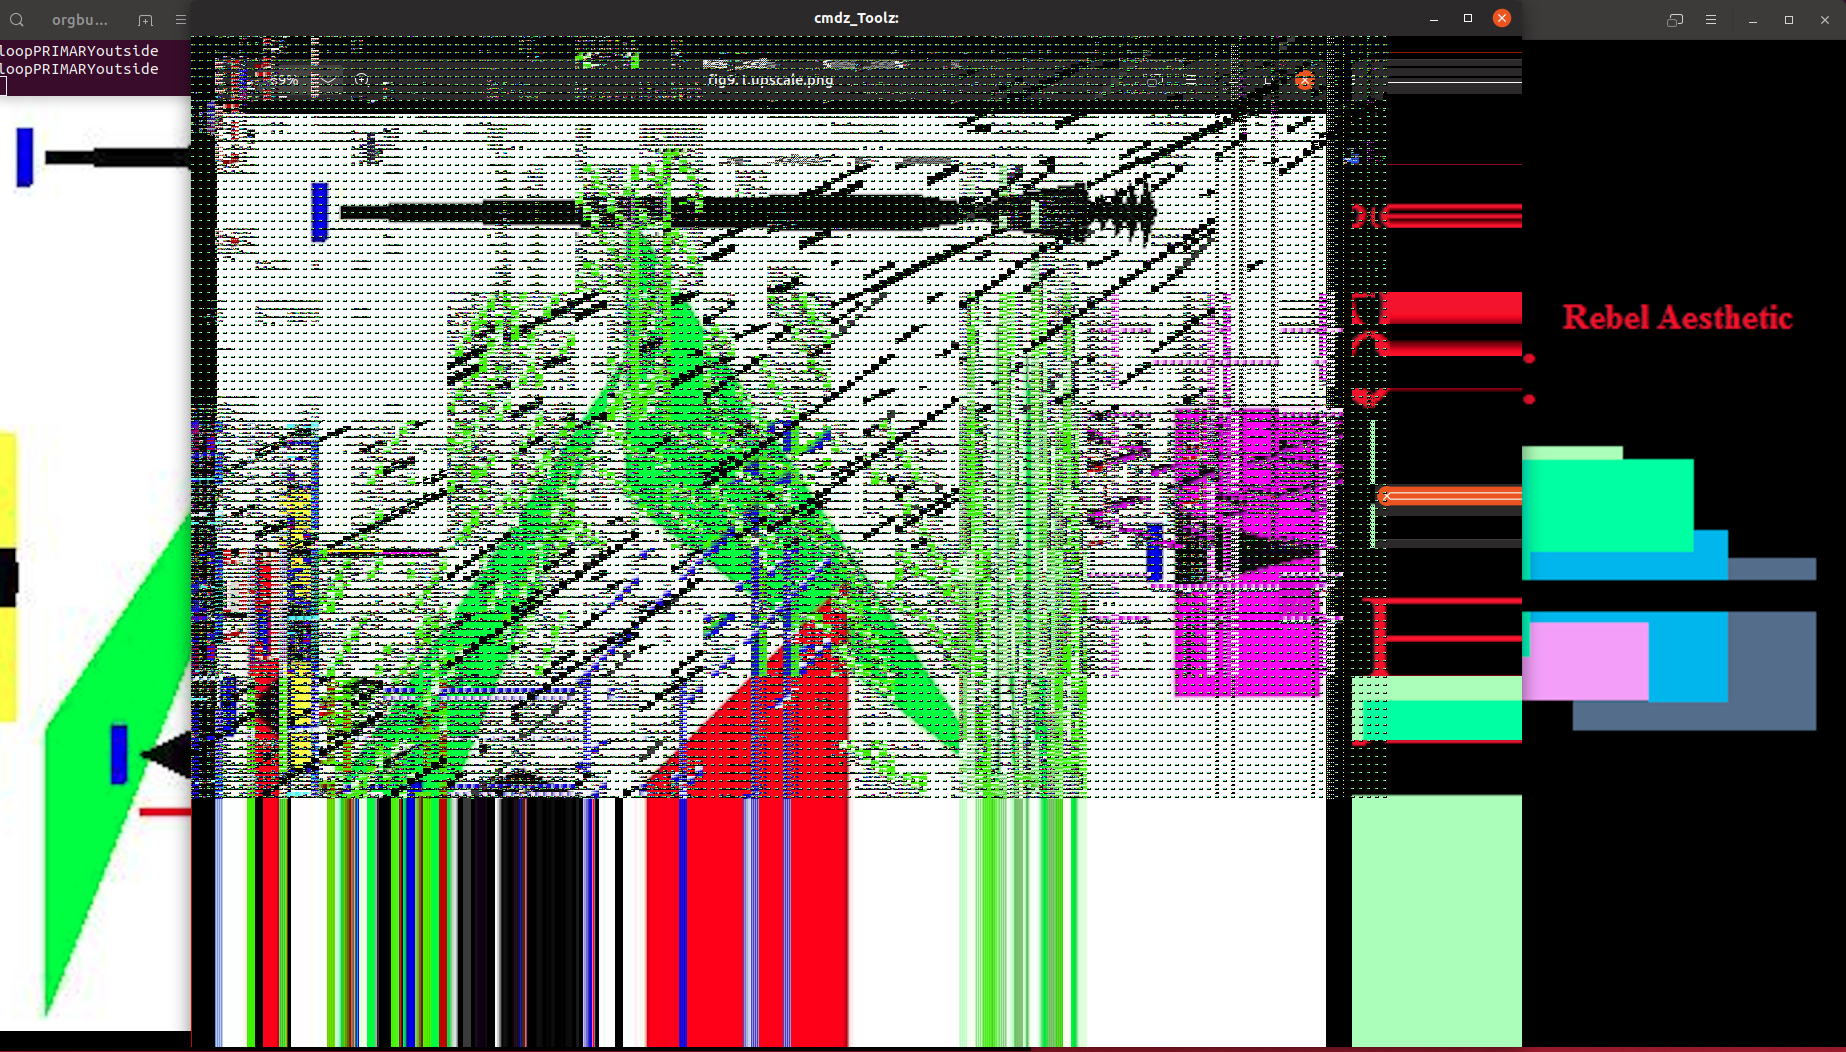 orgbu...
cmdz_Toolz:
loopPRIMARYoutside
loopPRIMARYoutside
fig9.1.upscale.png
Rebel Aesthetic